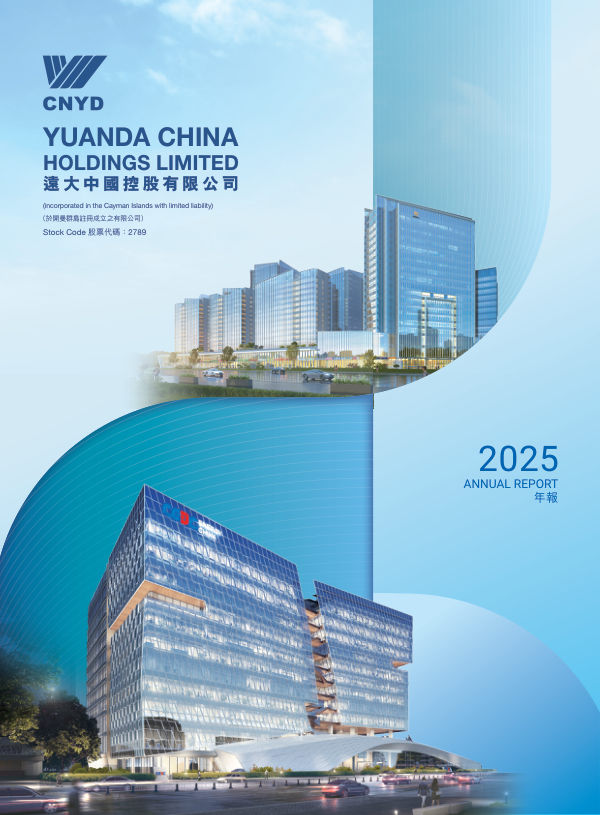 CNYD
YUANDA CHINA
HOLDINGS LIMITED
遠大中國控股有限公司
(incorporated in the Cayman Islands with limited liability)
（於開曼群島註冊成立之有限公司）
Stock Code 股票代碼：2789
2025
ANNUAL REPORT
年報